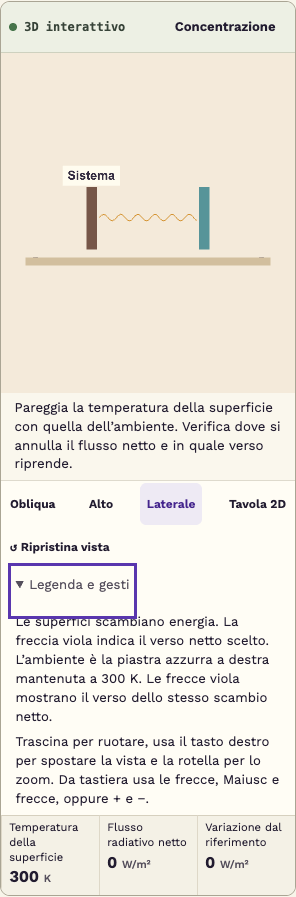 3D interattivo
Concentrazione
Sistema
Pareggia la temperatura della superficie
con quella dell’ambiente. Verifica dove si
annulla il flusso netto e in quale verso
riprende.
Obliqua Alto Laterale Tavola 2D
↺ Ripristina vista
▼ Legenda e gesti
Le superfici scambiano energia. La
freccia viola indica il verso netto scelto.
L’ambiente è la piastra azzurra a destra
mantenuta a 300 K. Le frecce viola
mostrano il verso dello stesso scambio
netto.
Trascina per ruotare, usa il tasto destro
per spostare la vista e la rotella per lo
zoom. Da tastiera usa le frecce, Maiusc e
frecce, oppure + e −.
Temperatura
della
superficie
300 K
Flusso
radiativo netto
0 W/m²
Variazione dal
riferimento
0 W/m²